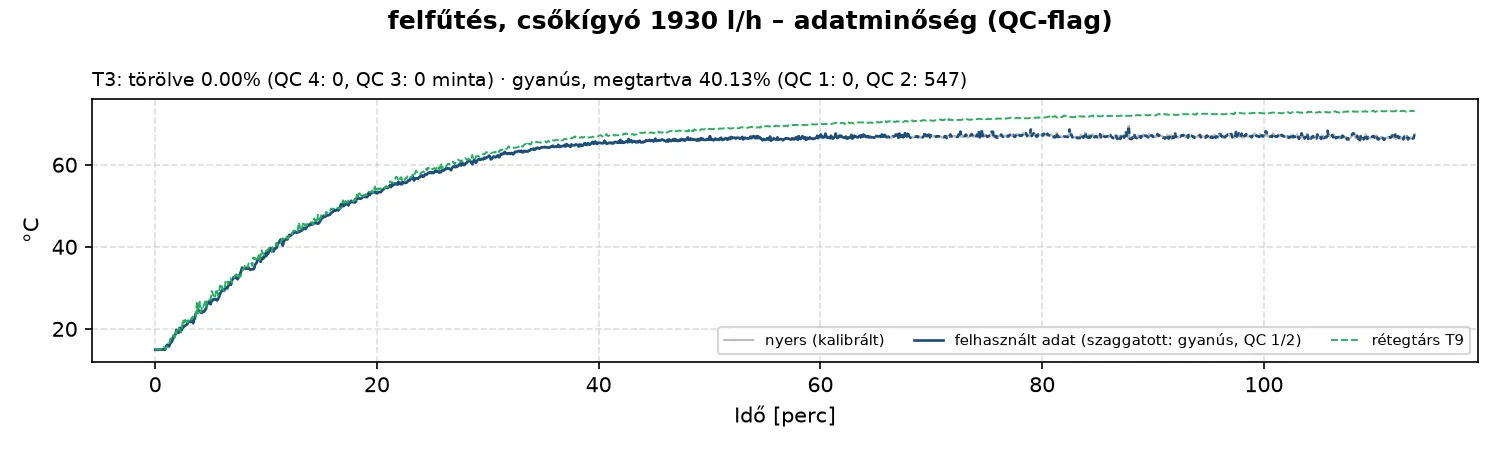 felfűtés, csőkígyó 1930 l/h – adatminőség (QC-flag)
T3: törölve 0.00% (QC 4: 0, QC 3: 0 minta) · gyanús, megtartva 40.13% (QC 1: 0, QC 2: 547)
°C
60
40
20
nyers (kalibrált) felhasznált adat (szaggatott: gyanús, QC 1/2) rétegtárs T9
0 20 40 60 80 100
Idő [perc]